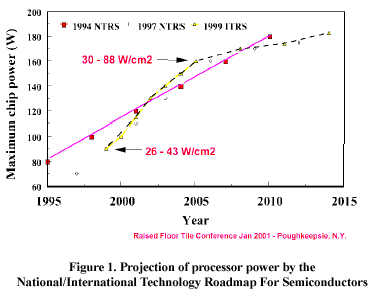 200
1994 NTRS 1997 NTRS 1999 ITRS
180
160
140
120
100
80
60
30 - 88 W/cm2
26 - 43 W/cm2
Maximum chip power (W)
1995 2000 2005 2010 2015
Year
Raised Floor Tile Conference Jan 2001 - Poughkeepsie, N.Y.
Figure 1. Projection of processor power by the
National/International Technology Roadmap For Semiconductors